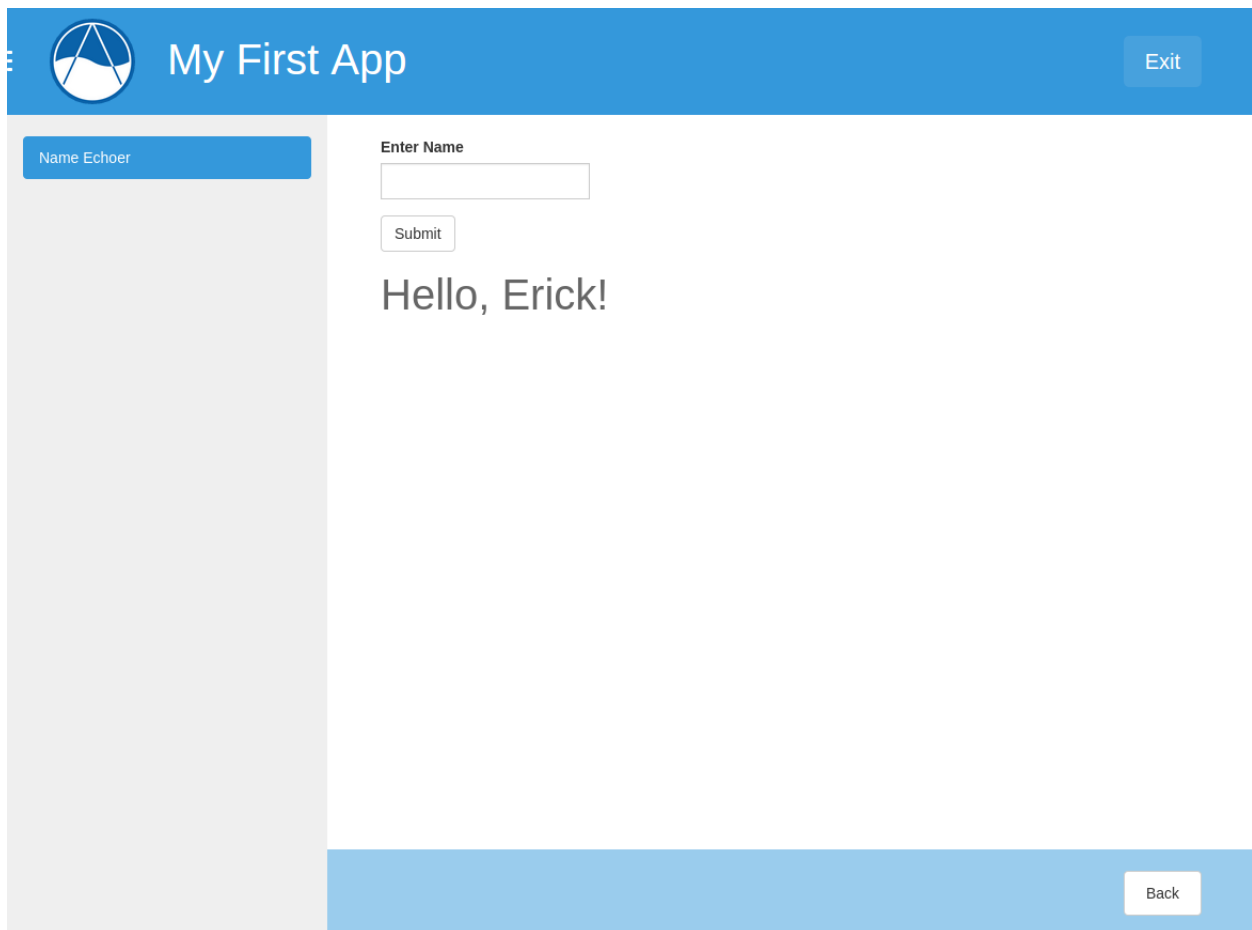 My First App
Exit
Name Echoer
Enter Name
Submit
Hello, Erick!
Back